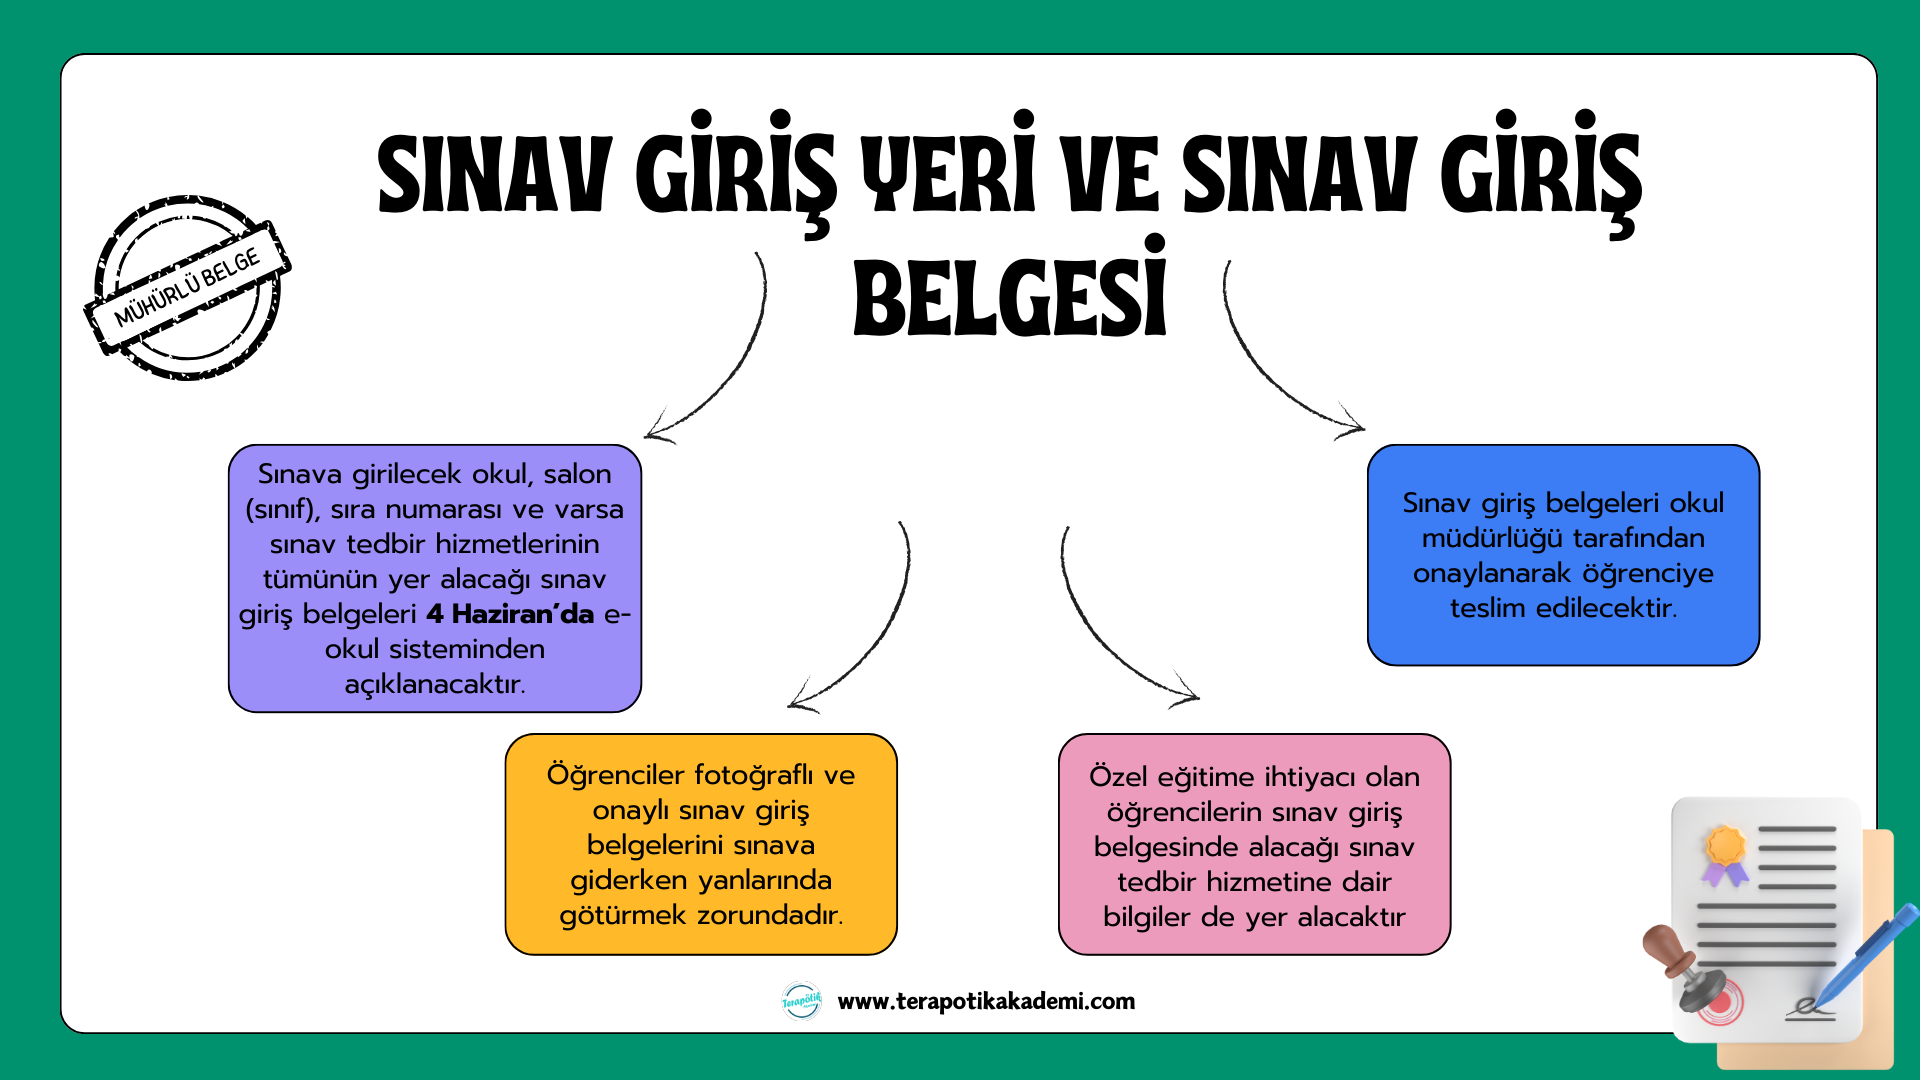 SINAV GİRİŞ YERİ VE SINAV GİRİŞ
BELGESİ
MÜHÜRLÜ BELGE
Sınava girilecek okul, salon
(sınıf), sıra numarası ve varsa
sınav tedbir hizmetlerinin
tümünün yer alacağı sınav
giriş belgeleri 4 Haziran’da e-
okul sisteminden
açıklanacaktır.
Sınav giriş belgeleri okul
müdürlüğü tarafından
onaylanarak öğrenciye
teslim edilecektir.
Öğrenciler fotoğraflı ve
onaylı sınav giriş
belgelerini sınava
giderken yanlarında
götürmek zorundadır.
Özel eğitime ihtiyacı olan
öğrencilerin sınav giriş
belgesinde alacağı sınav
tedbir hizmetine dair
bilgiler de yer alacaktır
Terapötik
www.terapotikakademi.com